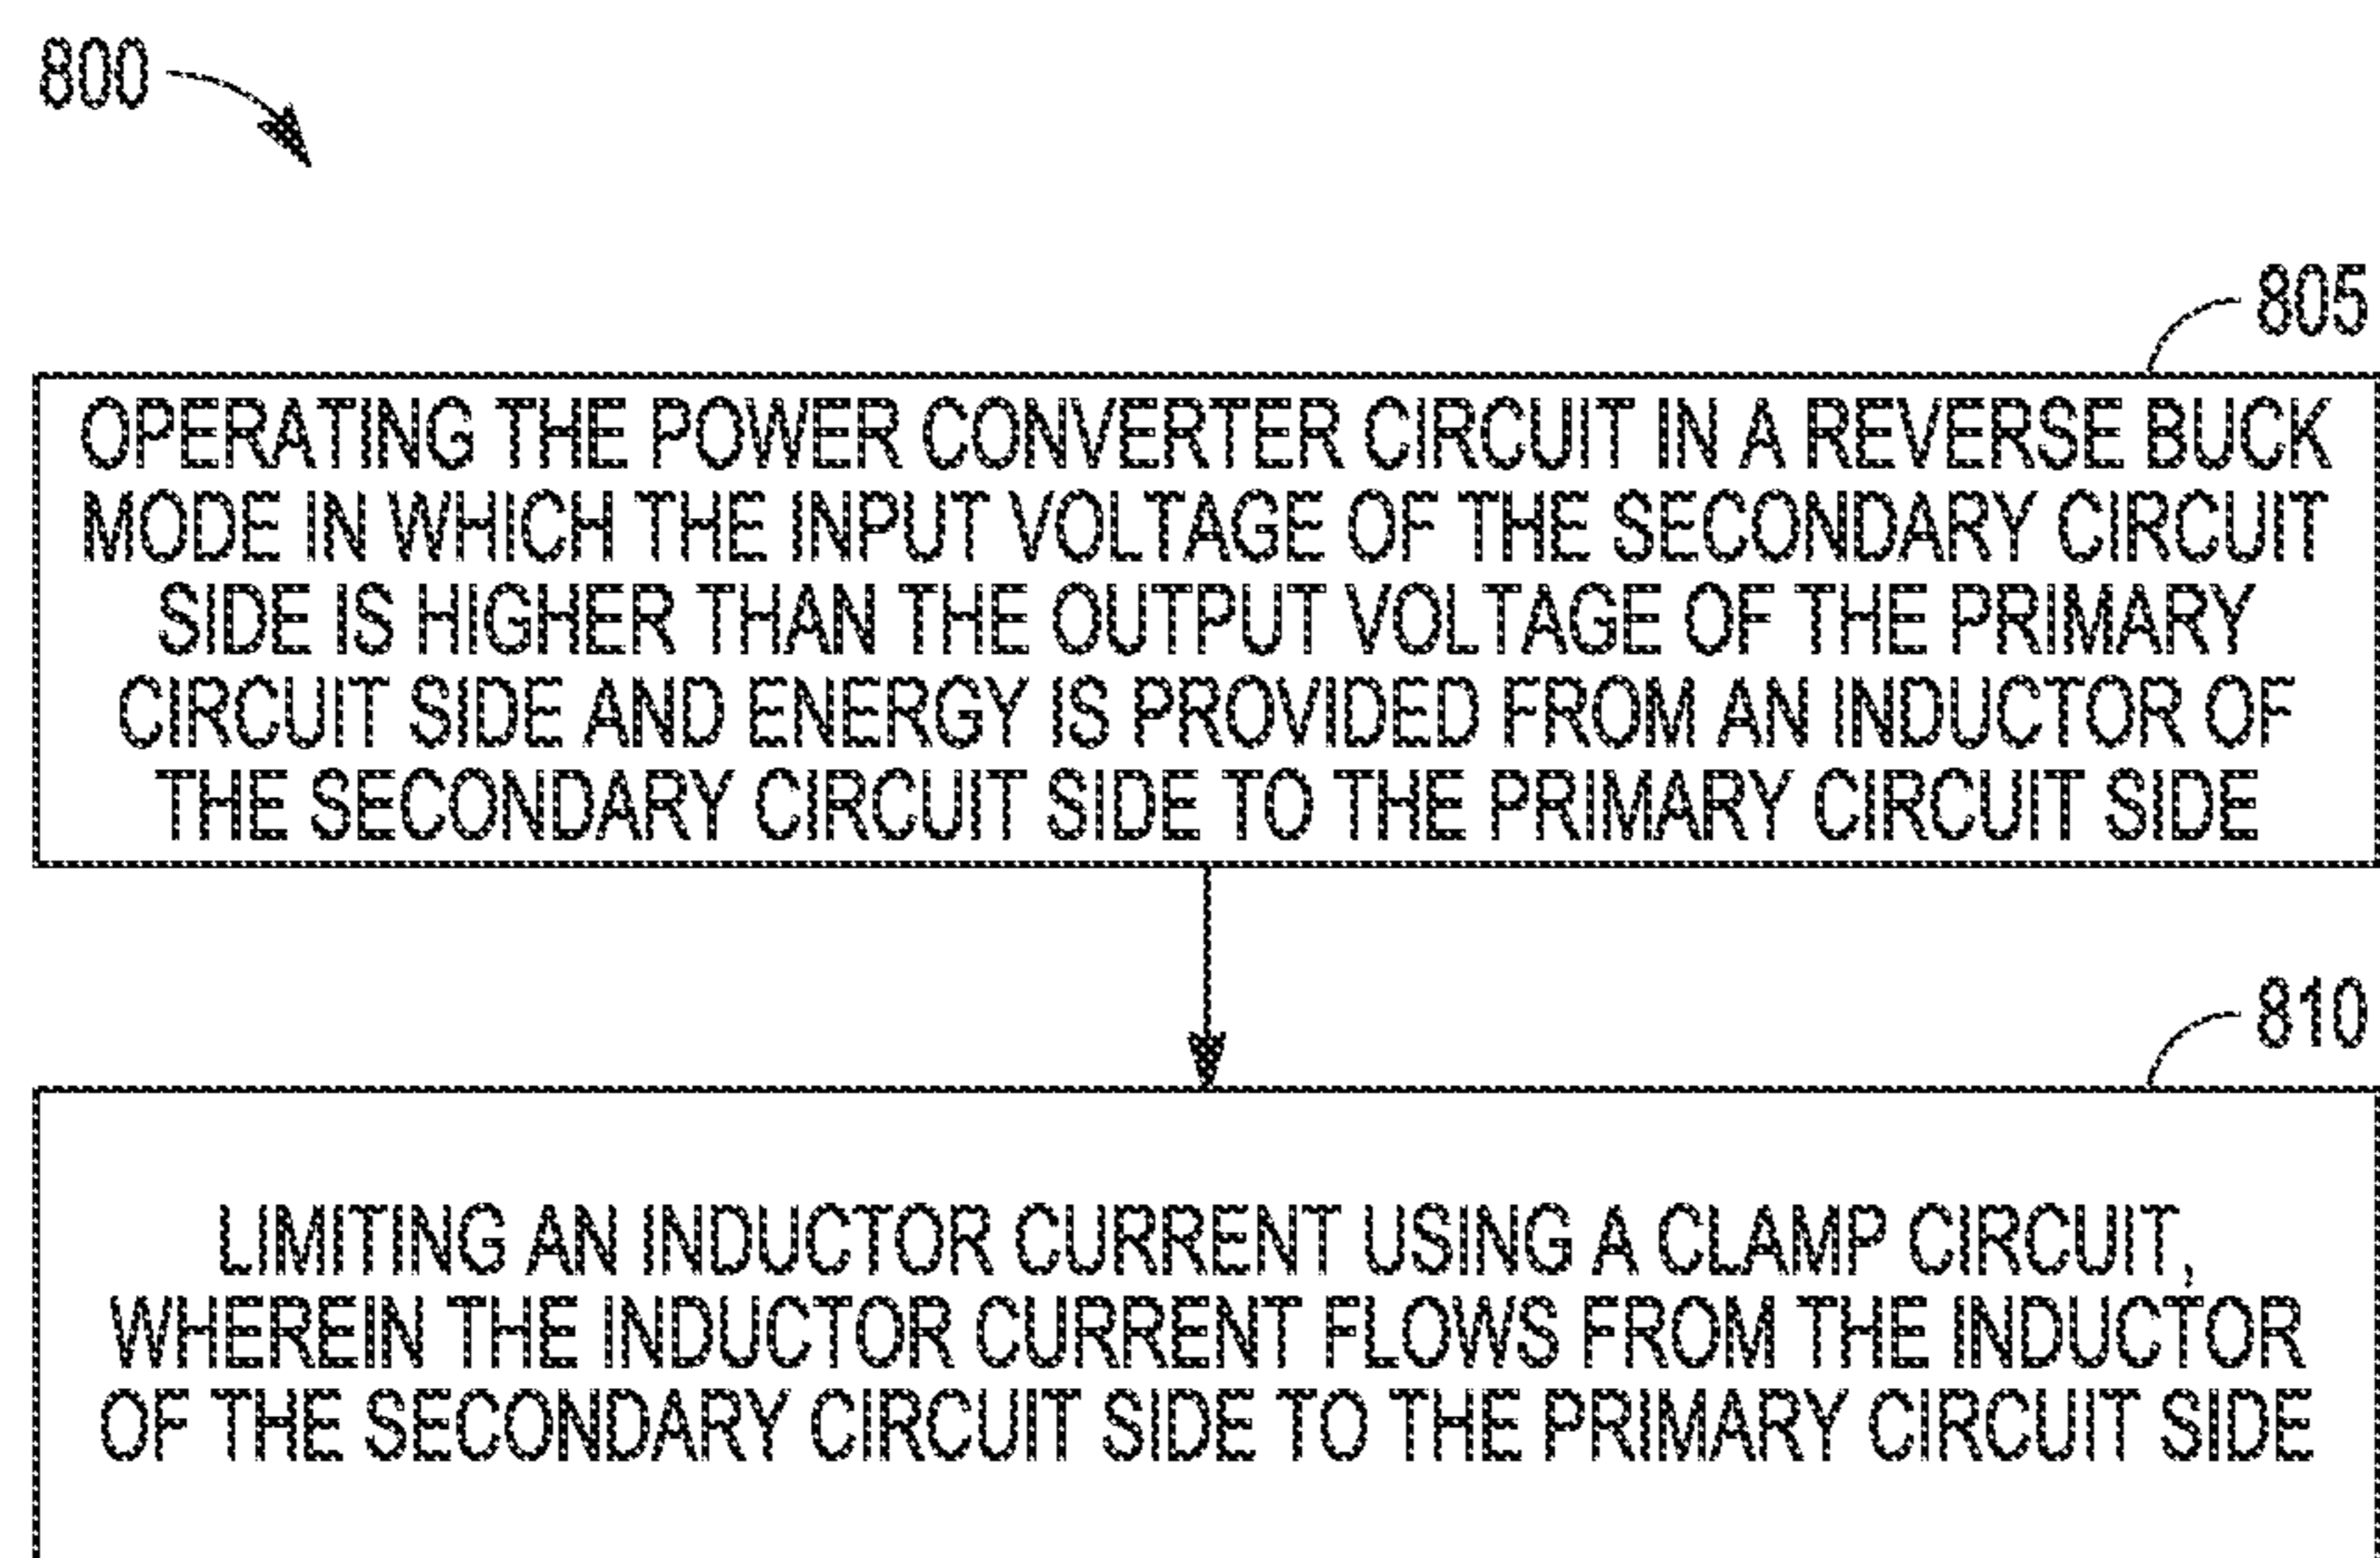 800
805
OPERATING THE POWER CONVERTER CIRCUIT IN A REVERSE BUCK
MODE IN WHICH THE INPUT VOLTAGE OF THE SECONDARY CIRCUIT
SIDE IS HIGHER THAN THE OUTPUT VOLTAGE OF THE PRIMARY
CIRCUIT SIDE AND ENERGY IS PROVIDED FROM AN INDUCTOR OF
THE SECONDARY CIRCUIT SIDE TO THE PRIMARY CIRCUIT SIDE
810
LIMITING AN INDUCTOR CURRENT USING A CLAMP CIRCUIT,
WHEREIN THE INDUCTOR CURRENT FLOWS FROM THE INDUCTOR
OF THE SECONDARY CIRCUIT SIDE TO THE PRIMARY CIRCUIT SIDE